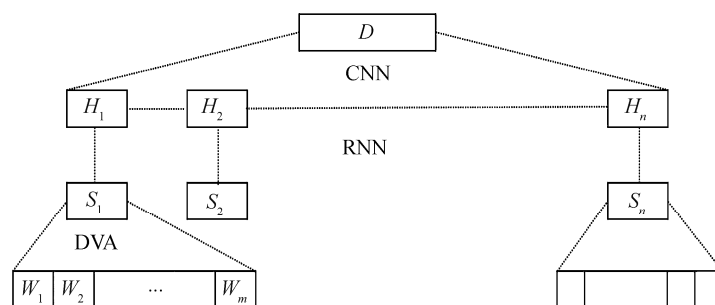 D
CNN
H₁ H₂ Hₙ
RNN
S₁ S₂ Sₙ
DVA
W₁ W₂ ... Wₘ